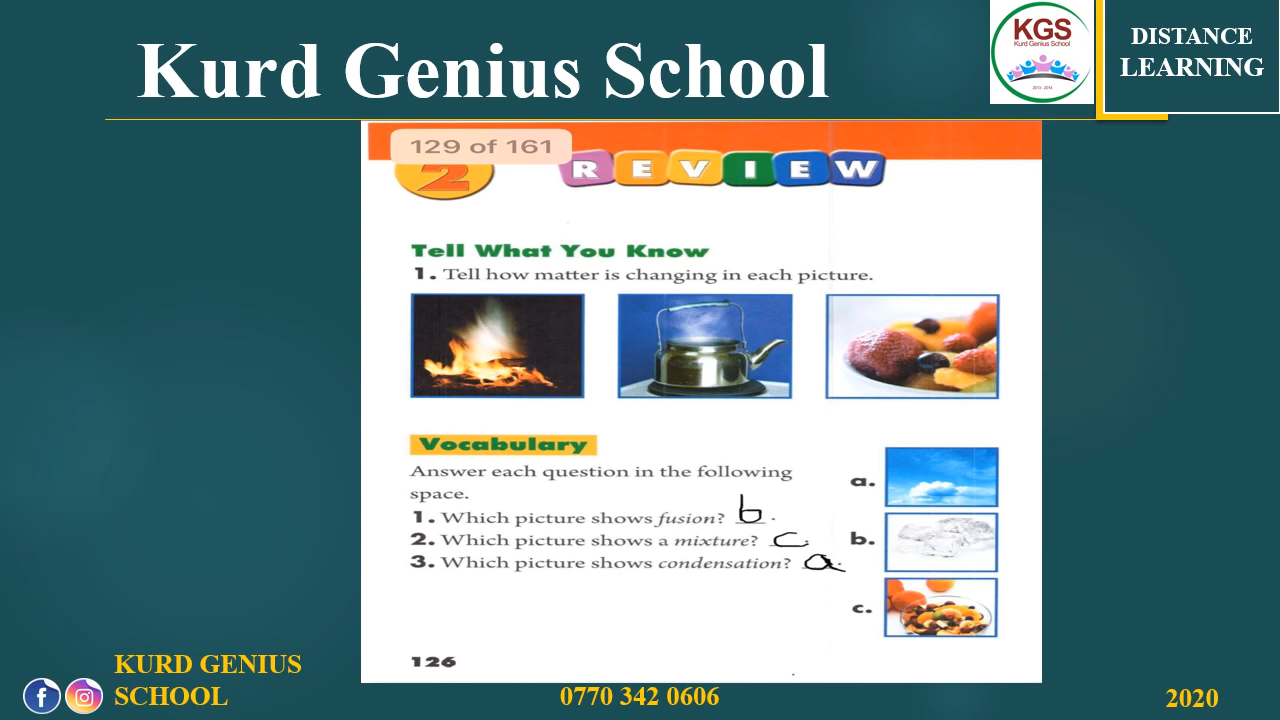 Kurd Genius School
KGS
Kurd Genius School
2013 - 2014
DISTANCE
LEARNING
129 of 161
2
REVIEW
Tell What You Know
1. Tell how matter is changing in each picture.
Vocabulary
Answer each question in the following
space.
1. Which picture shows fusion? b.
2. Which picture shows a mixture? c.
3. Which picture shows condensation? a.
a.
b.
c.
126
KURD GENIUS
SCHOOL
0770 342 0606
2020